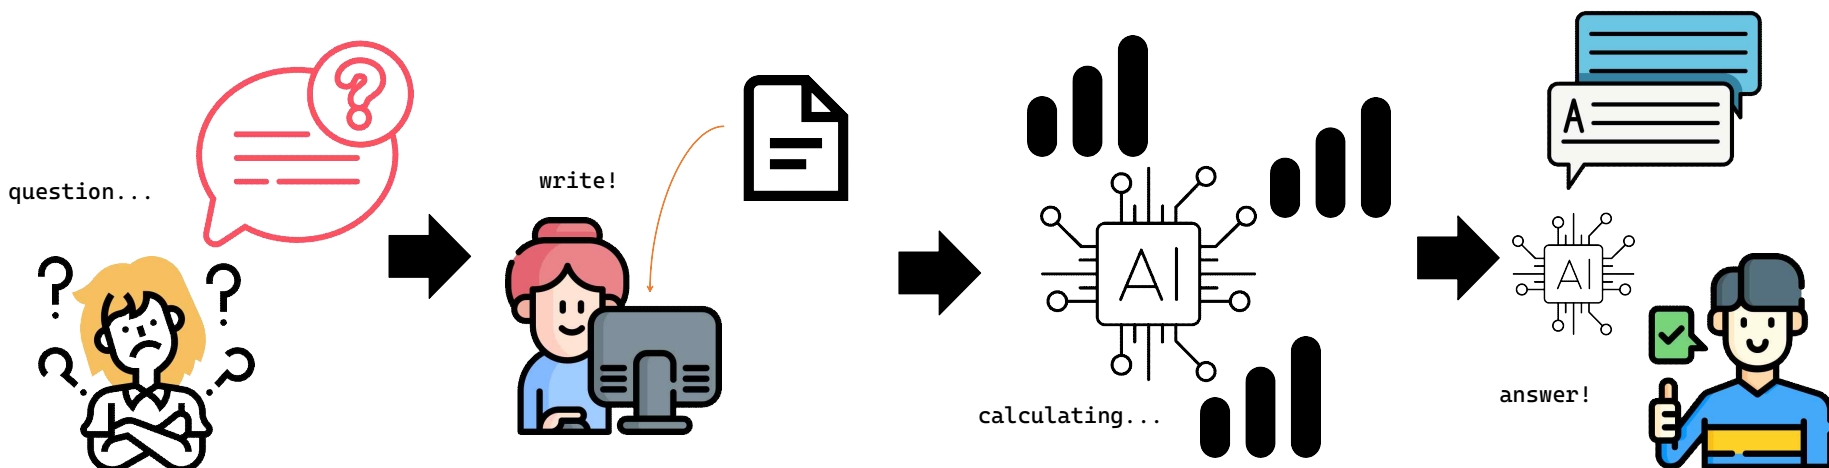 question...
write!
AI
calculating...
A
AI
answer!